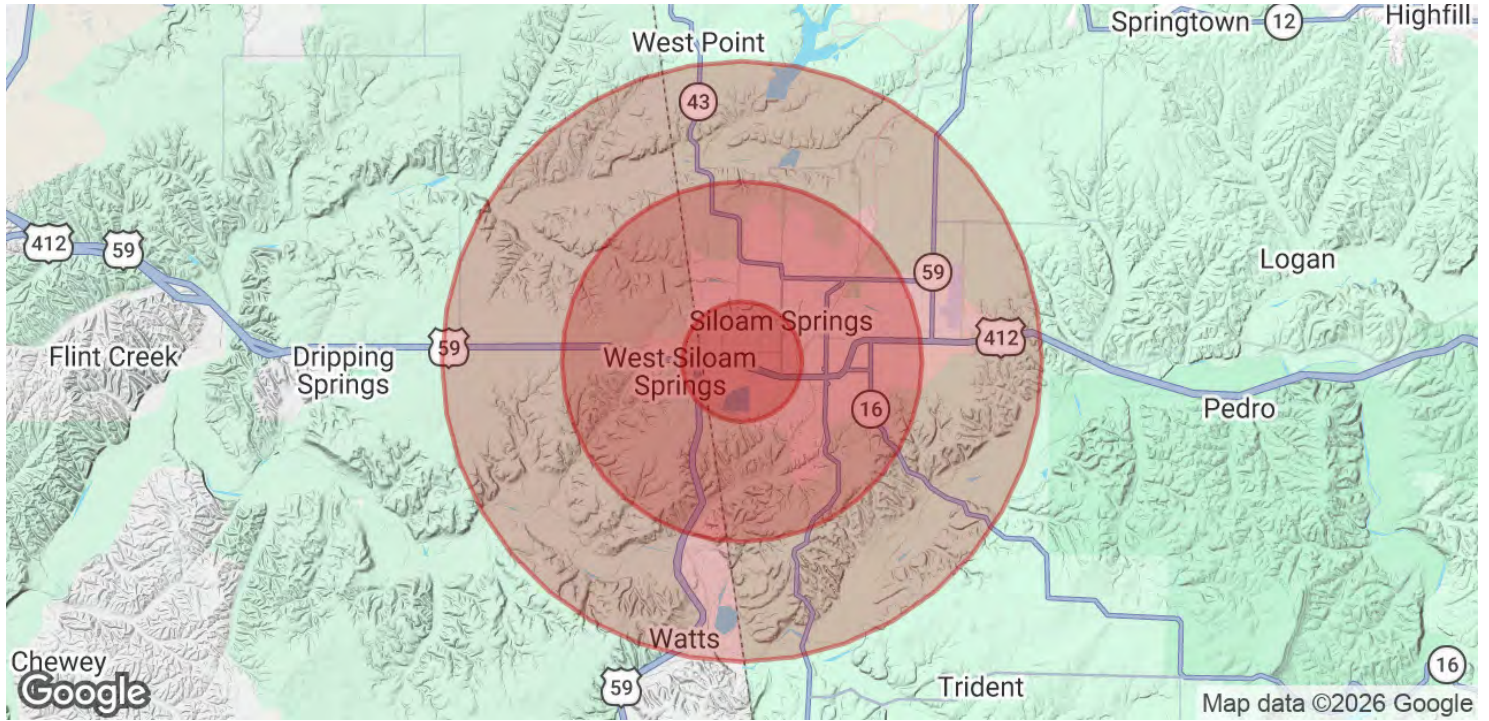 Springtown
12
Highfill
West Point
43
412
59
59
Logan
Siloam Springs
412
59
Flint Creek
Dripping
Springs
West Siloam
Springs
16
Pedro
Watts
Chewey
Google
59
Trident
16
Map data ©2026 Google